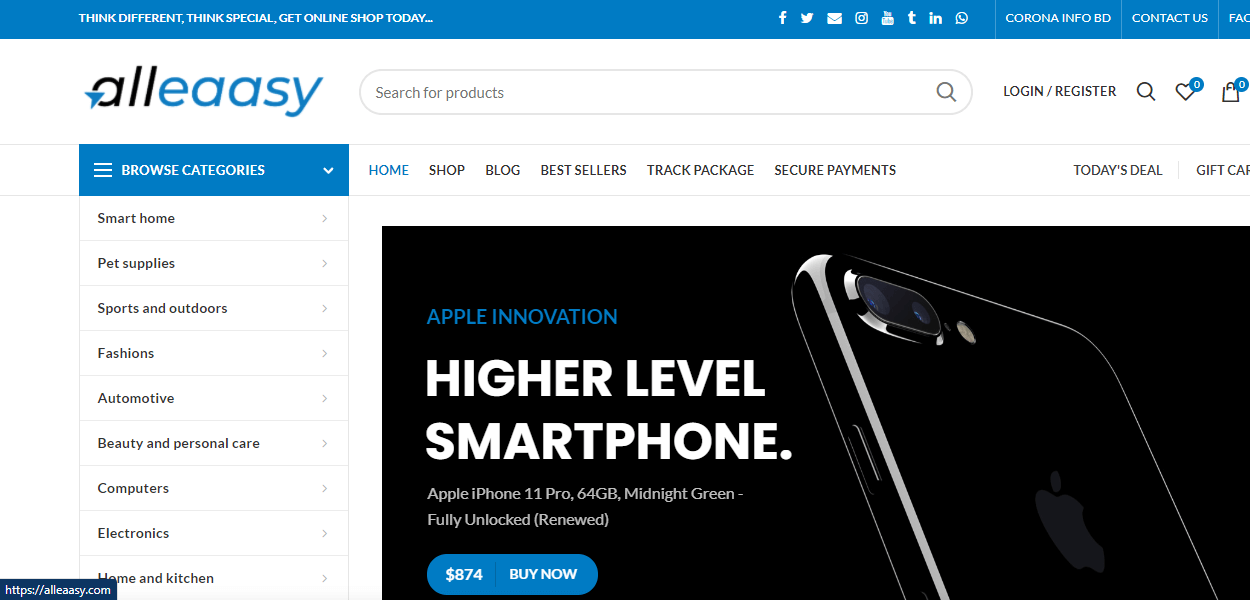 THINK DIFFERENT, THINK SPECIAL, GET ONLINE SHOP TODAY...
CORONA INFO BD
CONTACT US
alleaasy
Search for products
LOGIN / REGISTER
0
0
BROWSE CATEGORIES
HOME
SHOP
BLOG
BEST SELLERS
TRACK PACKAGE
SECURE PAYMENTS
TODAY'S DEAL
GIFT
Smart home
Pet supplies
Sports and outdoors
Fashions
Automotive
Beauty and personal care
Computers
Electronics
Home and kitchen
APPLE INNOVATION
HIGHER LEVEL
SMARTPHONE.
Apple iPhone 11 Pro, 64GB, Midnight Green -
Fully Unlocked (Renewed)
$874
BUY NOW
https://alleaasy.com